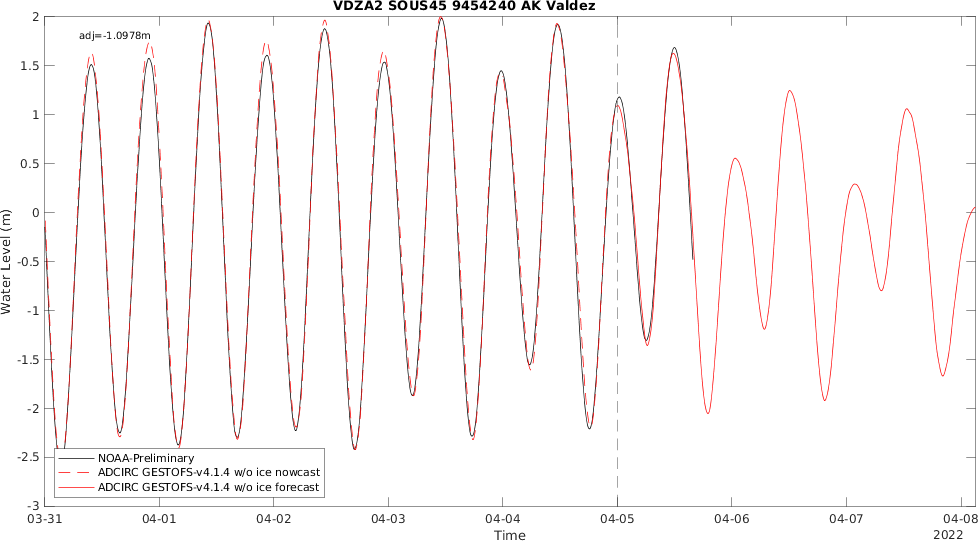 VDZA2 SOUS45 9454240 AK Valdez
adj=-1.0978m
2
1.5
1
0.5
0
-0.5
-1
-1.5
-2
-2.5
-3
Water Level (m)
NOAA-Preliminary
ADCIRC GESTOFS-v4.1.4 w/o ice nowcast
ADCIRC GESTOFS-v4.1.4 w/o ice forecast
03-31 04-01 04-02 04-03 04-04 04-05 04-06 04-07 04-08
Time
2022